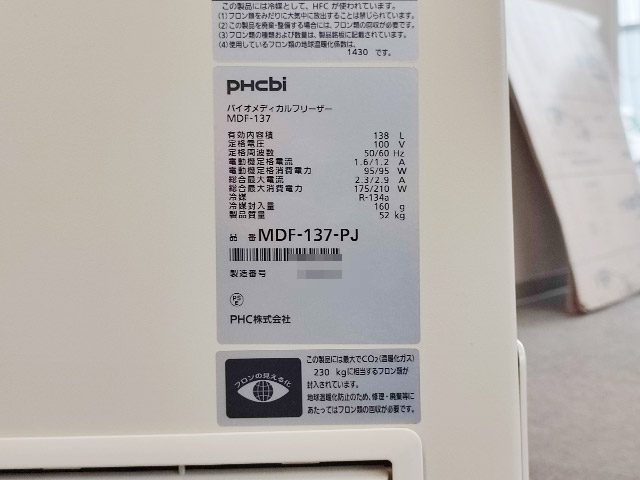 この製品には冷媒として、HFC が使われています。
(1)フロン類をみだりに大気中に放出することは禁じられています。
(2)この製品を廃棄・整備する場合には、フロン類の回収が必要です。
(3)フロン類の種類および数量は、製品銘板に記載されています。
(4)使用しているフロン類の地球温暖化係数は、
1430 です。
PHCbi
バイオメディカルフリーザー
MDF-137
有効内容積 138 L
定格電圧 100 V
定格周波数 50/60 Hz
電動機定格電流 1.6/1.2 A
電動機定格消費電力 95/95 W
総合最大電流 2.3/2.9 A
総合最大消費電力 175/210 W
冷媒 R-134a
冷媒封入量 160 g
製品質量 52 kg
品番 MDF-137-PJ
製造番号
PS
E
PHC株式会社
フロンの見える化
この製品には最大でCO2(温暖化ガス)
230 kgに相当するフロン類が
封入されています。
地球温暖化防止のため、修理・廃棄等に
あたってはフロン類の回収が必要です。